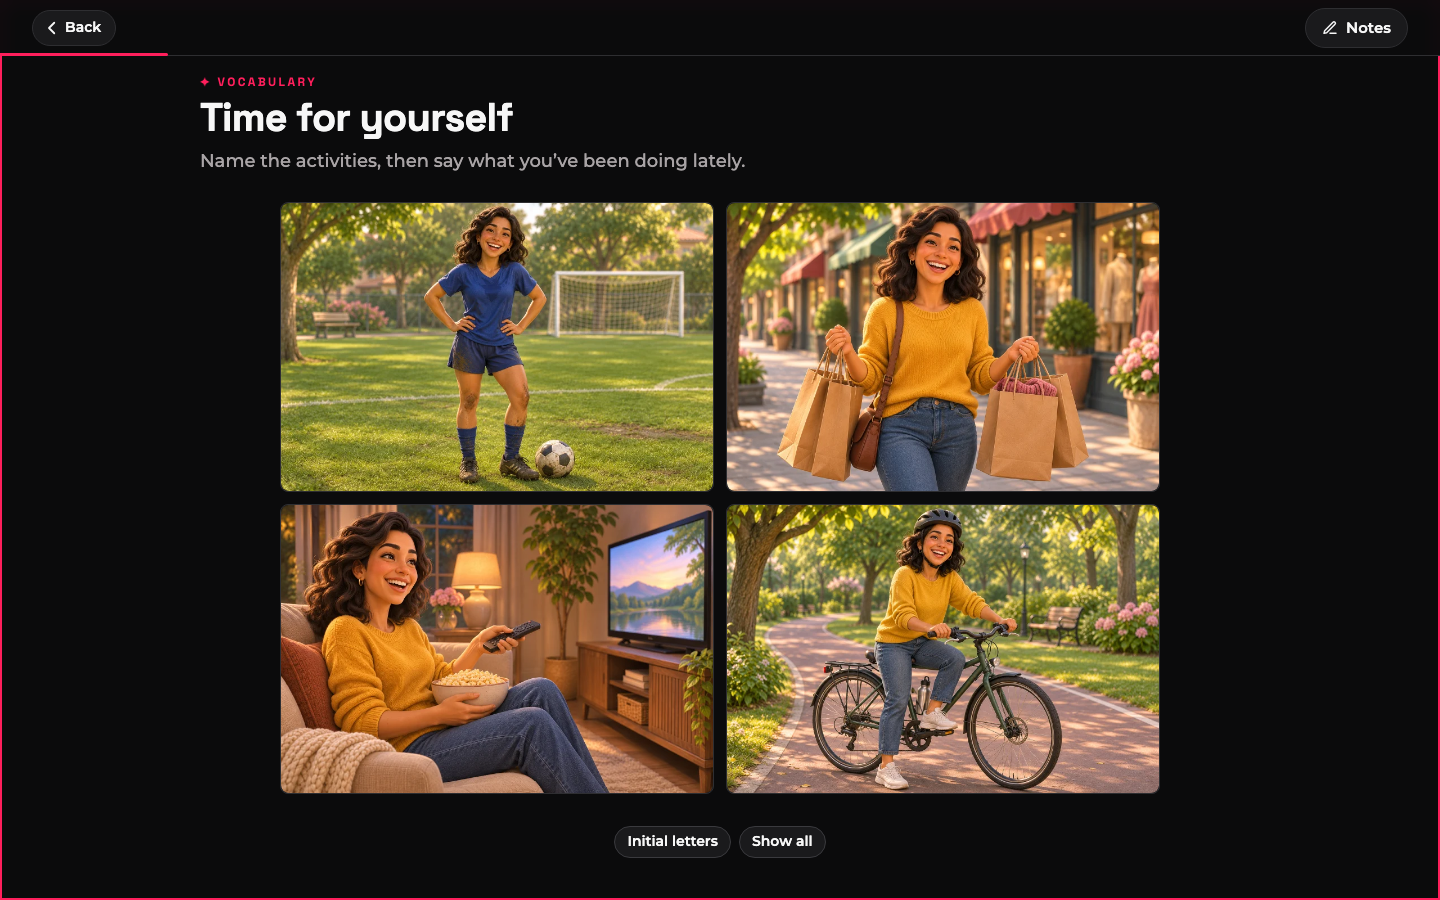 Back
Notes
VOCABULARY
Time for yourself
Name the activities, then say what you've been doing lately.
Initial letters
Show all